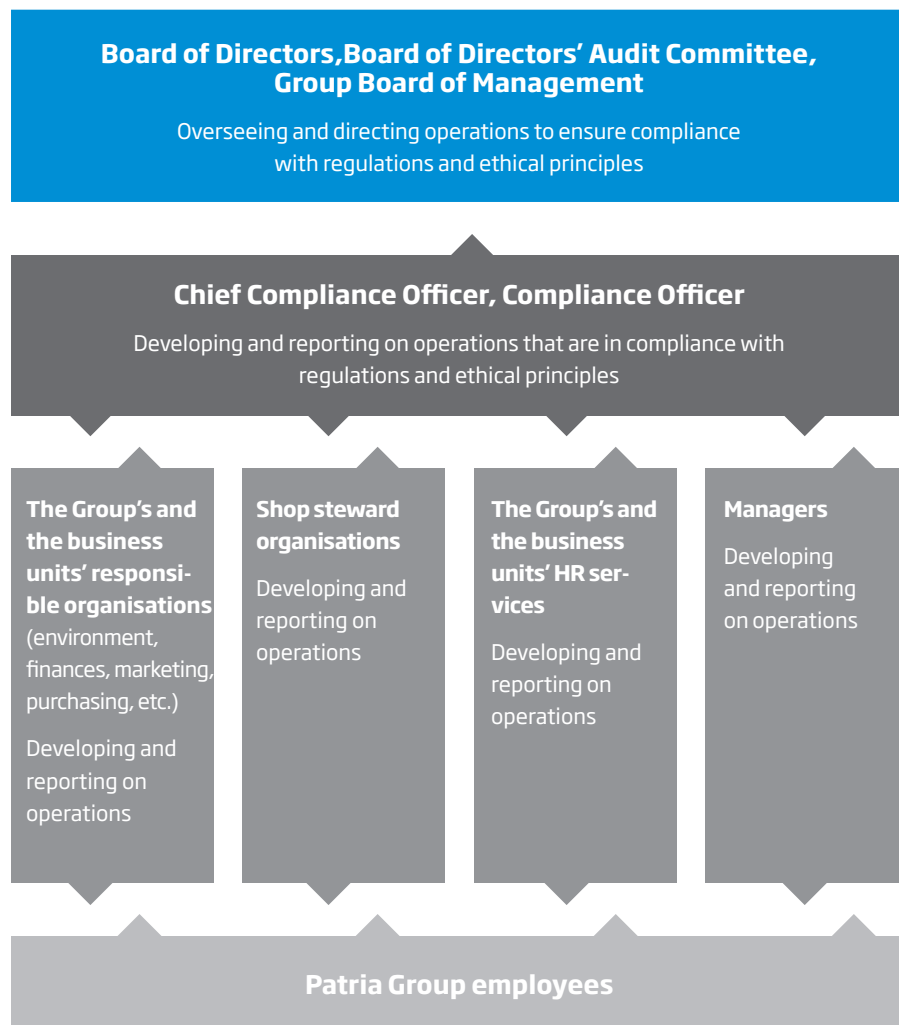 Board of Directors,Board of Directors’ Audit Committee,
Group Board of Management
Overseeing and directing operations to ensure compliance
with regulations and ethical principles
Chief Compliance Officer, Compliance Officer
Developing and reporting on operations that are in compliance with
regulations and ethical principles
The Group’s and
the business
units’ responsi-
ble organisations
(environment,
finances, marketing,
purchasing, etc.)
Developing and
reporting on
operations
Shop steward
organisations
Developing and
reporting on
operations
The Group’s and
the business
units’ HR ser-
vices
Developing and
reporting on
operations
Managers
Developing
and reporting
on operations
Patria Group employees